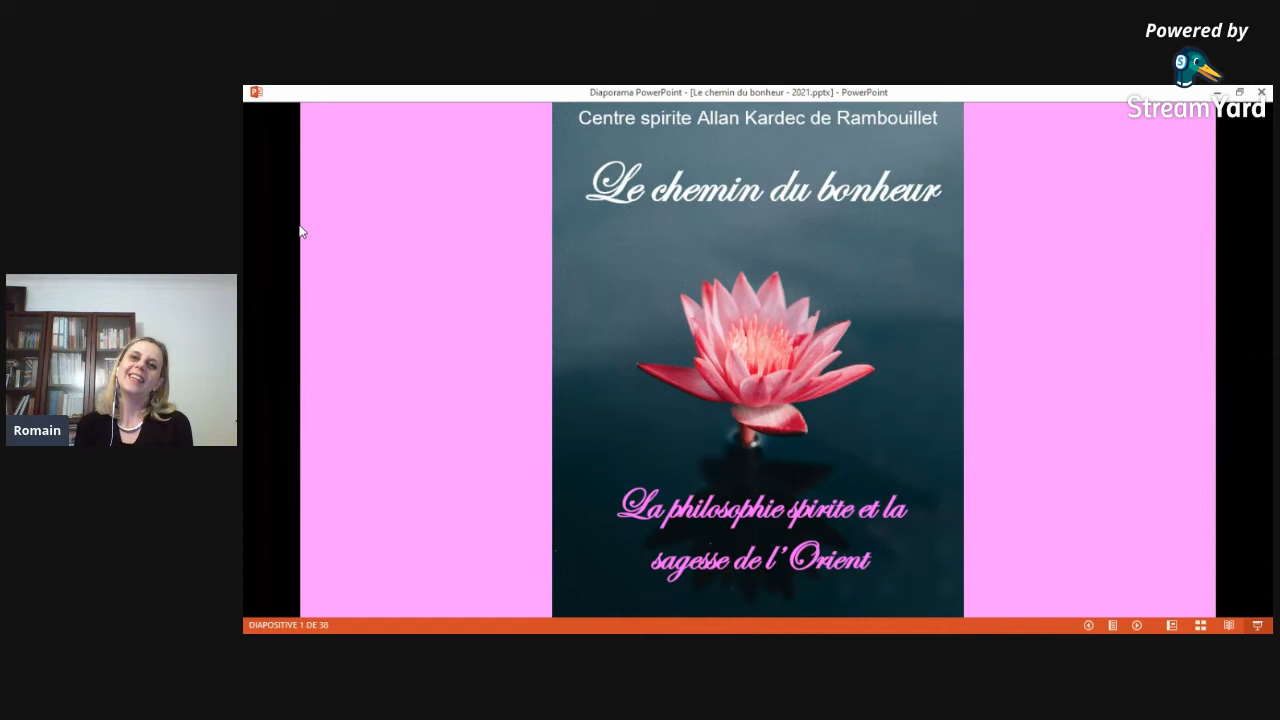 Powered by
StreamYard
Diaporama PowerPoint - [Le chemin du bonheur - 2021.pptx] - PowerPoint
Centre spirite Allan Kardec de Rambouillet
Le chemin du bonheur
Romain
La philosophie spirite et la
sagesse de l'Orient
DIAPOSITIVE 1 DE 38